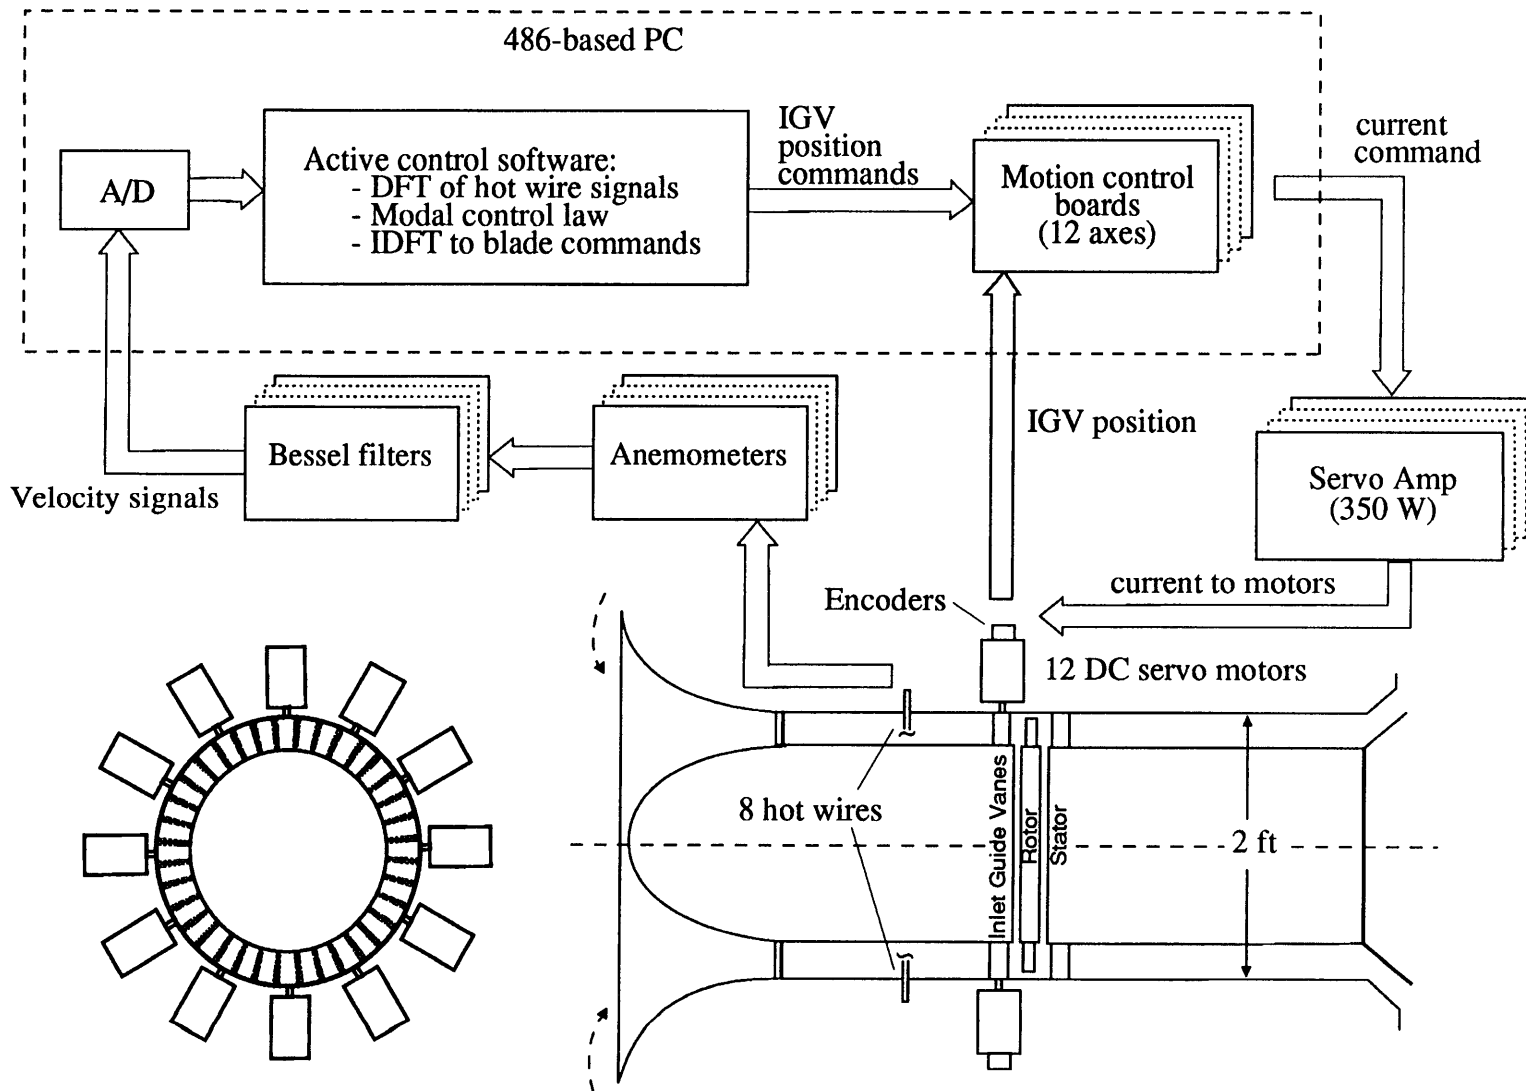 486-based PC
A/D
Active control software:
- DFT of hot wire signals
- Modal control law
- IDFT to blade commands
IGV
position
commands
Motion control
boards
(12 axes)
current
command
Bessel filters
Anemometers
IGV position
Servo Amp
(350 W)
Velocity signals
current to motors
Encoders
12 DC servo motors
8 hot wires
Inlet Guide Vanes
Rotor
Stator
2 ft